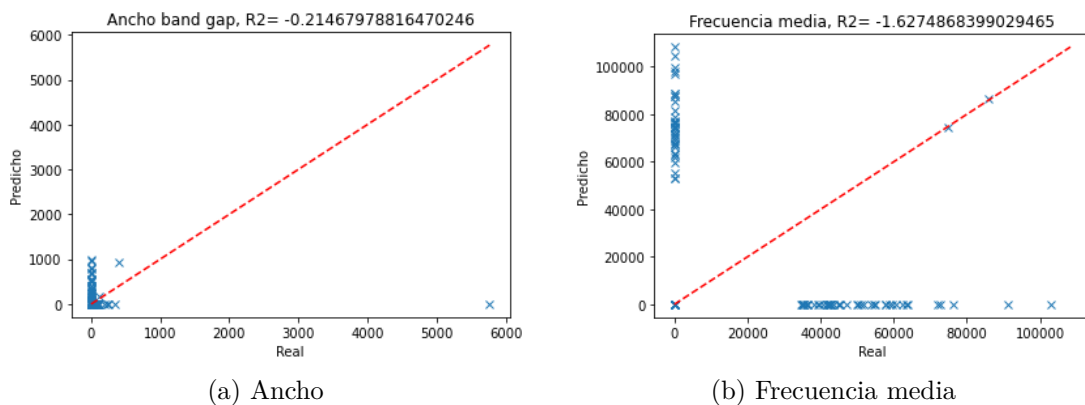 Ancho band gap, R2= -0.21467978816470246
6000
5000
4000
3000
2000
1000
0
Predicho
0 1000 2000 3000 4000 5000 6000
Real
(a) Ancho
Frecuencia media, R2= -1.6274868399029465
100000
80000
60000
40000
20000
0
Predicho
0 20000 40000 60000 80000 100000
Real
(b) Frecuencia media